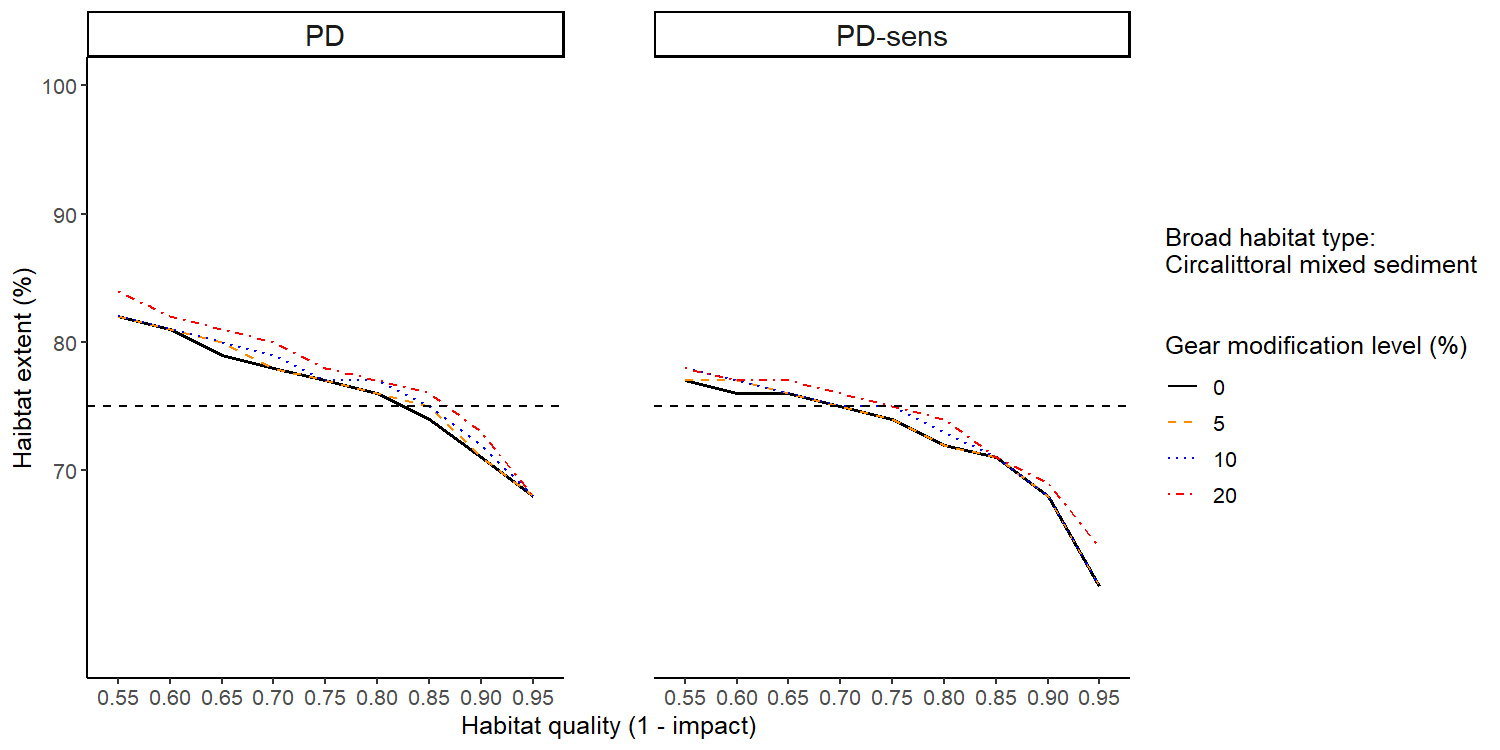 PD
PD-sens
100
90
80
70
Haibtat extent (%)
0.55 0.60 0.65 0.70 0.75 0.80 0.85 0.90 0.95
0.55 0.60 0.65 0.70 0.75 0.80 0.85 0.90 0.95
Habitat quality (1 - impact)
Broad habitat type:
Circalittoral mixed sediment
Gear modification level (%)
0
5
10
20